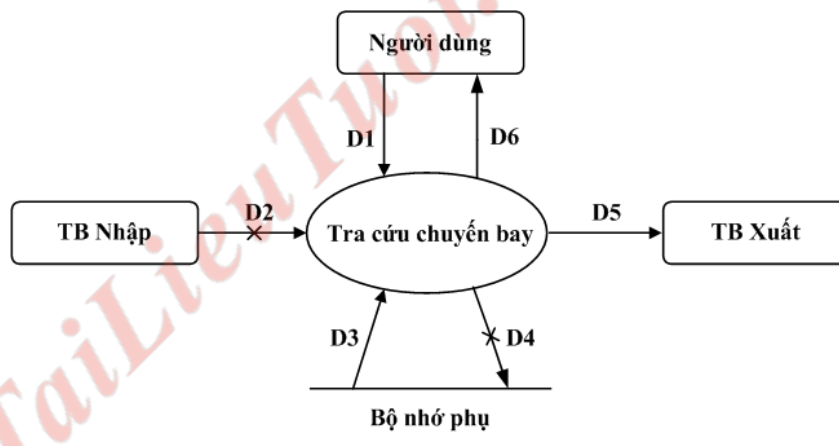 Người dùng
D1
D6
TB Nhập
D2
Tra cứu chuyến bay
D5
TB Xuất
D3
D4
Bộ nhớ phụ
TaiLieuTuoi.